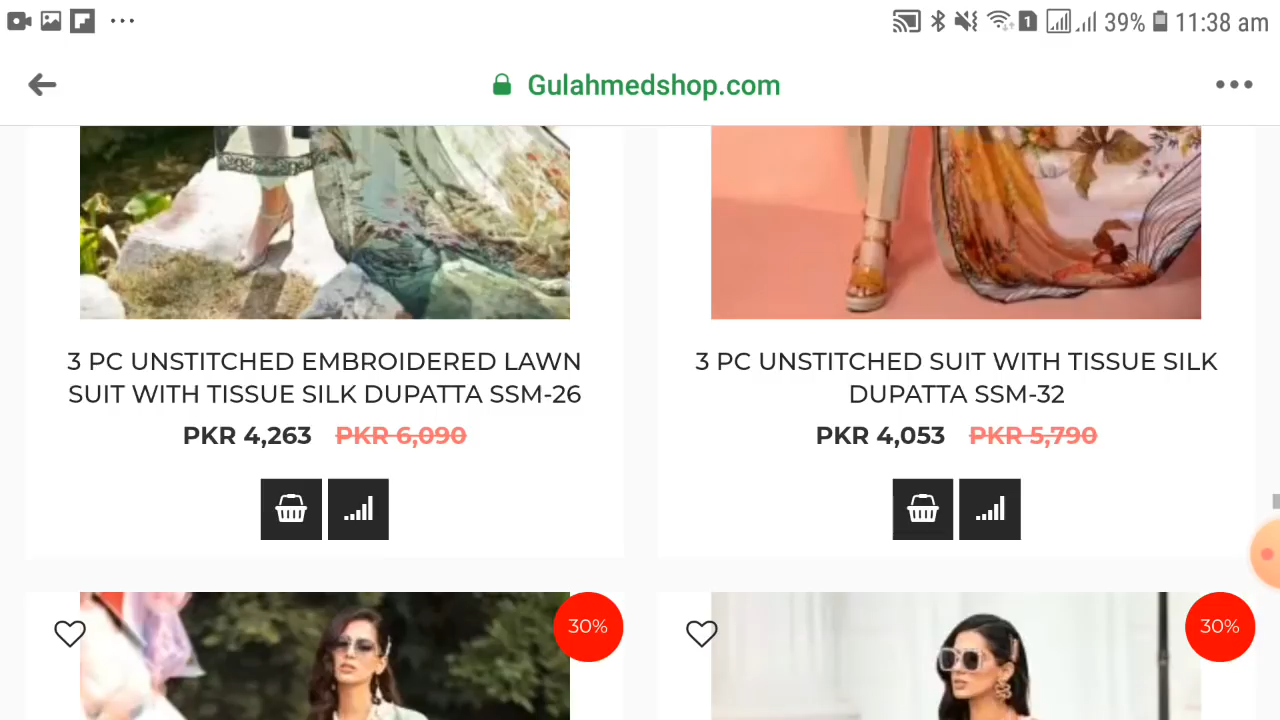 1 39% 11:38 am
Gulahmedshop.com
3 PC UNSTITCHED EMBROIDERED LAWN
SUIT WITH TISSUE SILK DUPATTA SSM-26
PKR 4,263 PKR 6,090
3 PC UNSTITCHED SUIT WITH TISSUE SILK
DUPATTA SSM-32
PKR 4,053 PKR 5,790
30%
30%